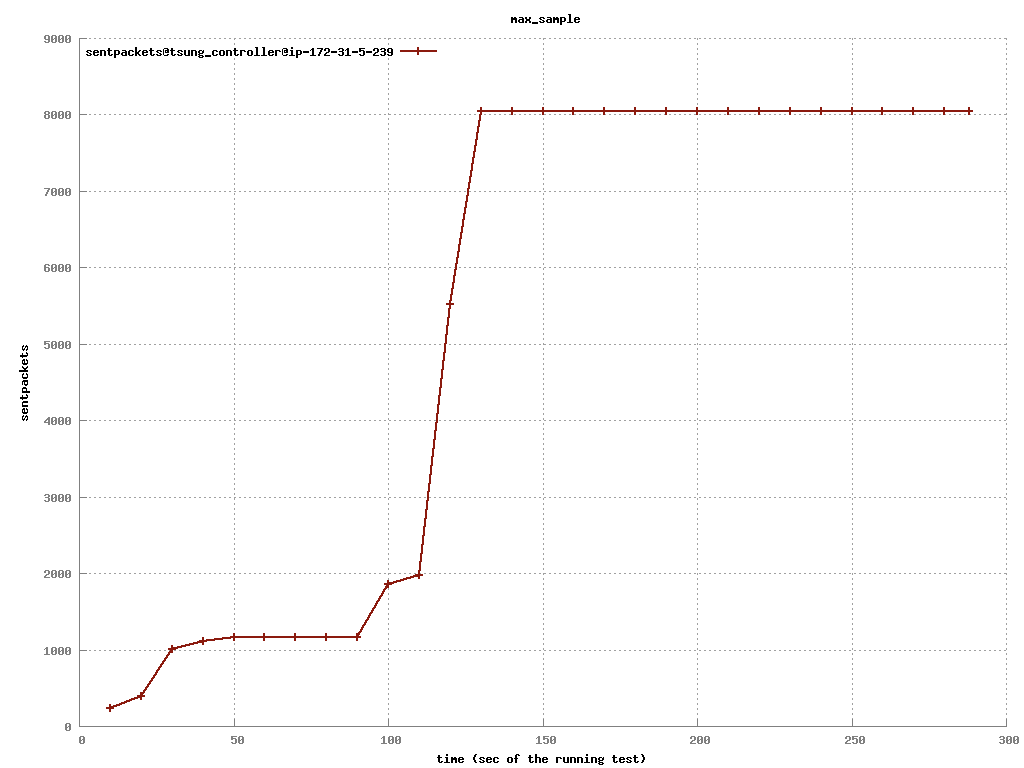 max_sample
9000
sentpackets@tsung_controller@ip-172-31-5-239
8000
7000
6000
5000
sentpackets
4000
3000
2000
1000
0
0 50 100 150 200 250 300
time (sec of the running test)